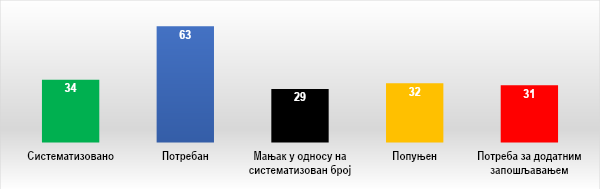 34
63
29
32
31
Систематизовано
Потребан
Мањак у односу на
систематизован број
Попуњен
Потреба за додатним
запошљавањем